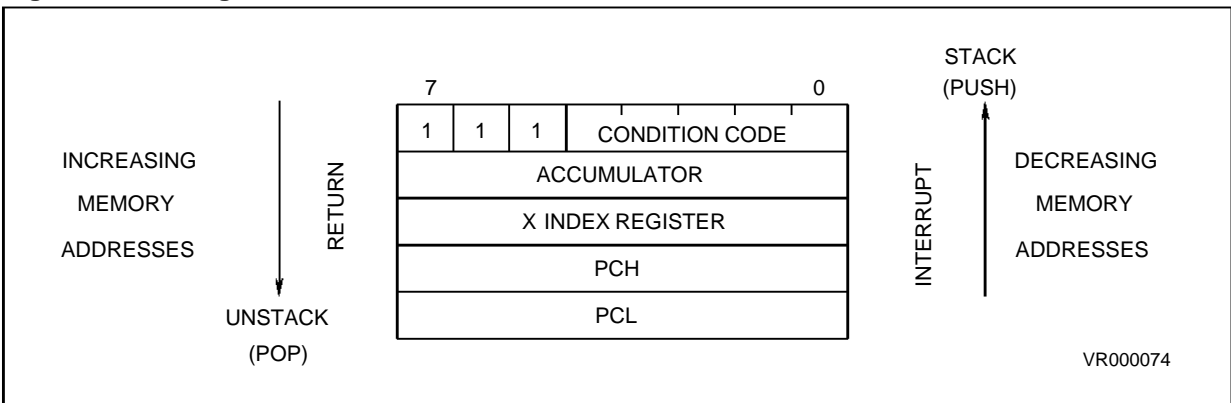 STACK
(PUSH)
7 0
1 1 1 CONDITION CODE
ACCUMULATOR
X INDEX REGISTER
PCH
PCL
INCREASING
MEMORY
ADDRESSES
RETURN
UNSTACK
(POP)
INTERRUPT
DECREASING
MEMORY
ADDRESSES
VR000074